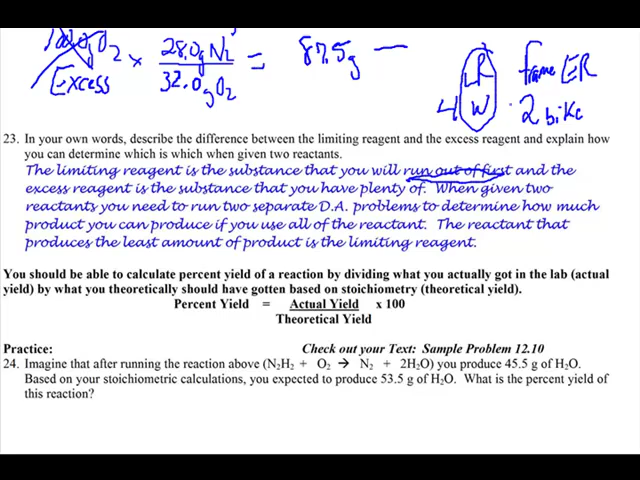 O2 × 28.0g N2 / 32.0g O2 = 87.5g
Excess
LR frame ER
4 W 2 bike
23. In your own words, describe the difference between the limiting reagent and the excess reagent and explain how
you can determine which is which when given two reactants.
The limiting reagent is the substance that you will run out of first and the
excess reagent is the substance that you have plenty of. When given two
reactants you need to run two separate D.A. problems to determine how much
product you can produce if you use all of the reactant. The reactant that
produces the least amount of product is the limiting reagent.
You should be able to calculate percent yield of a reaction by dividing what you actually got in the lab (actual
yield) by what you theoretically should have gotten based on stoichiometry (theoretical yield).
Percent Yield = Actual Yield x 100
Theoretical Yield
Practice: Check out your Text: Sample Problem 12.10
24. Imagine that after running the reaction above (N2H2 + O2 → N2 + 2H2O) you produce 45.5 g of H2O.
Based on your stoichiometric calculations, you expected to produce 53.5 g of H2O. What is the percent yield of
this reaction?